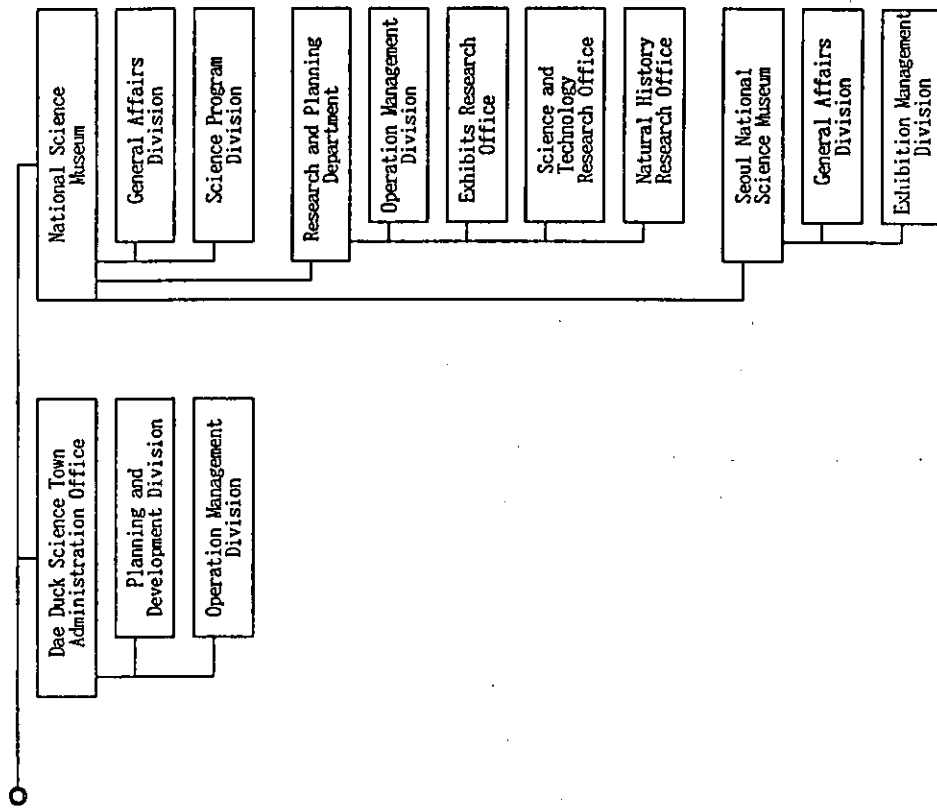 Dae Duck Science Town
Administration Office
Planning and
Development Division
Operation Management
Division
National Science
Museum
General Affairs
Division
Science Program
Division
Research and Planning
Department
Operation Management
Division
Exhibits Research
Office
Science and
Technology
Research Office
Natural History
Research Office
Seoul National
Science Museum
General Affairs
Division
Exhibition Management
Division